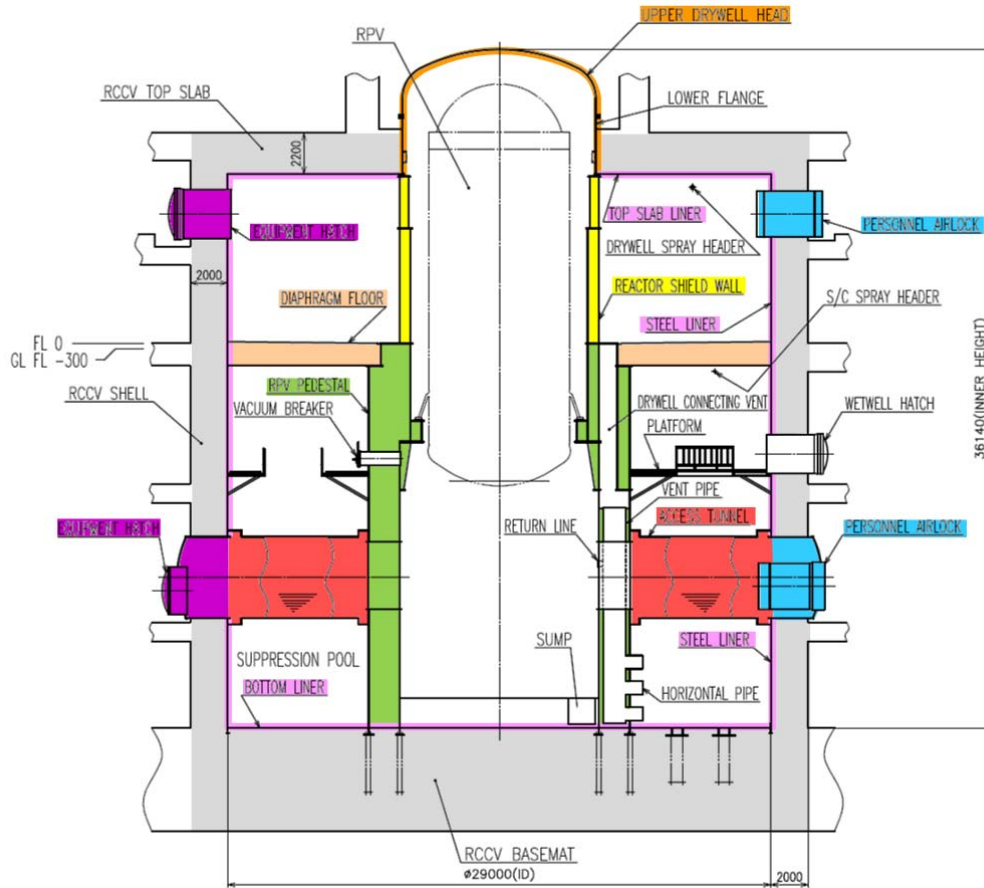 UPPER DRYWELL HEAD
RPV
RCCV TOP SLAB
LOWER FLANGE
2200
TOP SLAB LINER
EQUIPMENT HATCH
PERSONNEL AIRLOCK
DRYWELL SPRAY HEADER
2000
REACTOR SHIELD WALL
DIAPHRAGM FLOOR
S/C SPRAY HEADER
STEEL LINER
FL 0
GL FL -300
RPV PEDESTAL
RCCV SHELL
DRYWELL CONNECTING VENT
WETWELL HATCH
VACUUM BREAKER
PLATFORM
36140(INNER HEIGHT)
VENT PIPE
ACCESS TUNNEL
EQUIPMENT HATCH
RETURN LINE
PERSONNEL AIRLOCK
SUMP
STEEL LINER
SUPPRESSION POOL
BOTTOM LINER
HORIZONTAL PIPE
RCCV BASEMAT
ø29000(ID)
2000